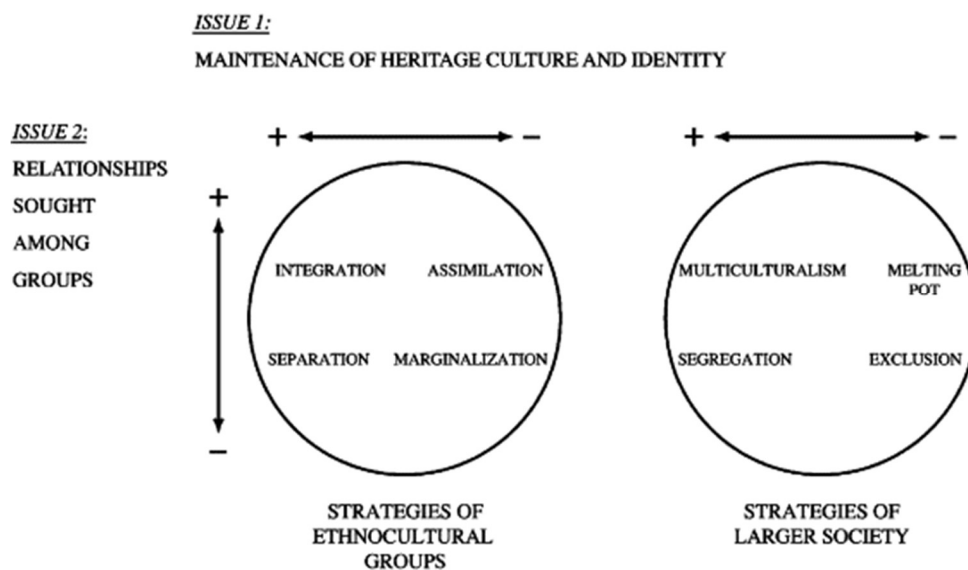 ISSUE 1:
MAINTENANCE OF HERITAGE CULTURE AND IDENTITY
ISSUE 2:
RELATIONSHIPS
SOUGHT
AMONG
GROUPS
+ −
+
−
INTEGRATION ASSIMILATION
SEPARATION MARGINALIZATION
STRATEGIES OF
ETHNOCULTURAL
GROUPS
+ −
MULTICULTURALISM MELTING
POT
SEGREGATION EXCLUSION
STRATEGIES OF
LARGER SOCIETY